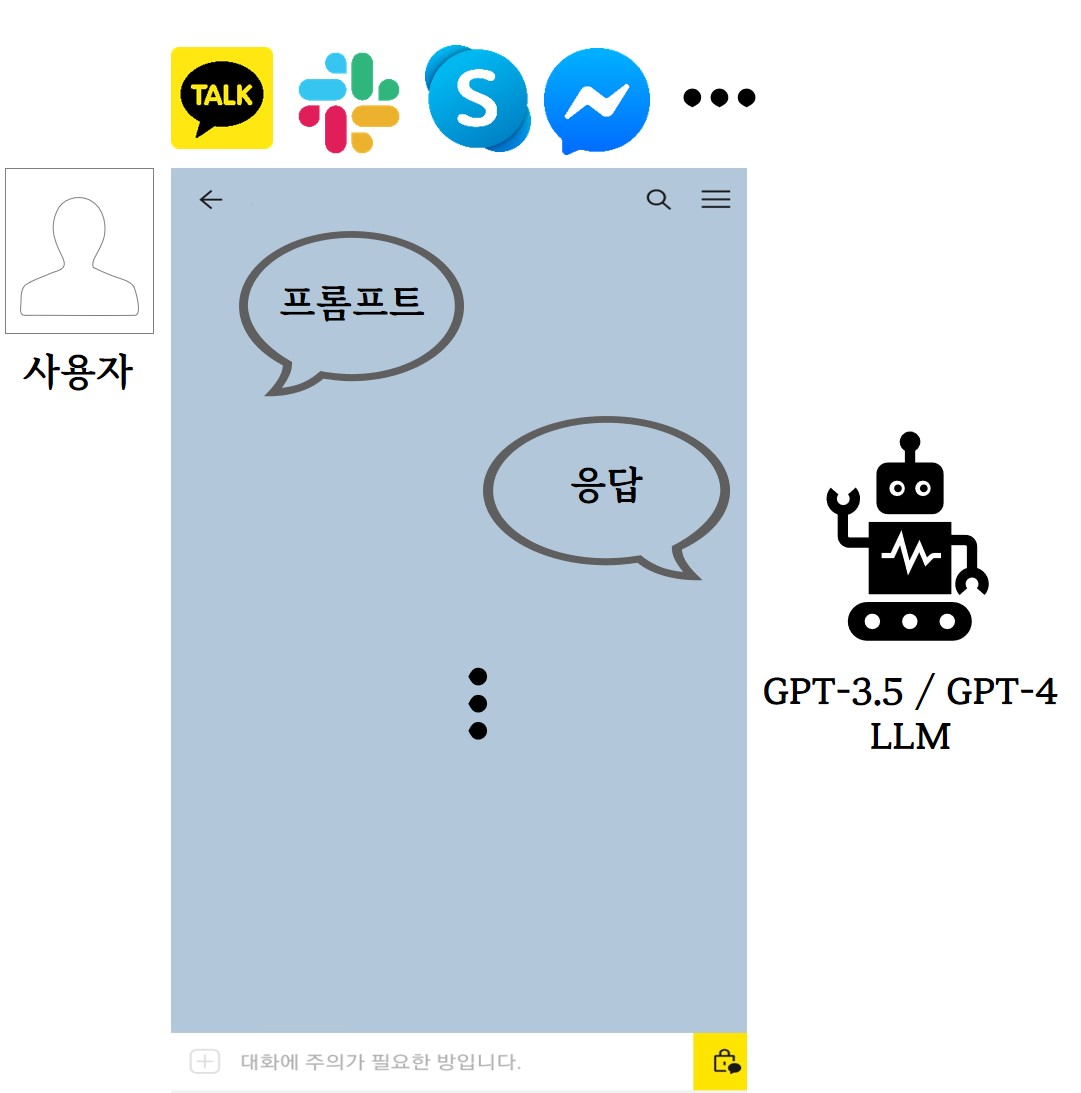 TALK
S
프롬프트
사용자
응답
GPT-3.5 / GPT-4
LLM
대화에 주의가 필요한 방입니다.